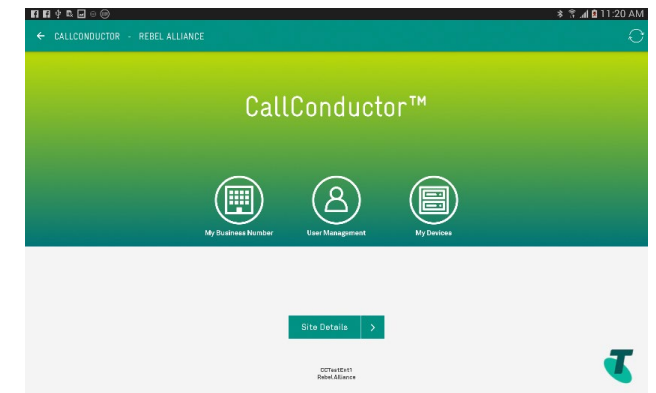 11:20 AM
CALLCONDUCTOR - REBEL ALLIANCE
CallConductor™
My Business Number
User Management
My Devices
Site Details
CCTestExt1
Rebel Alliance